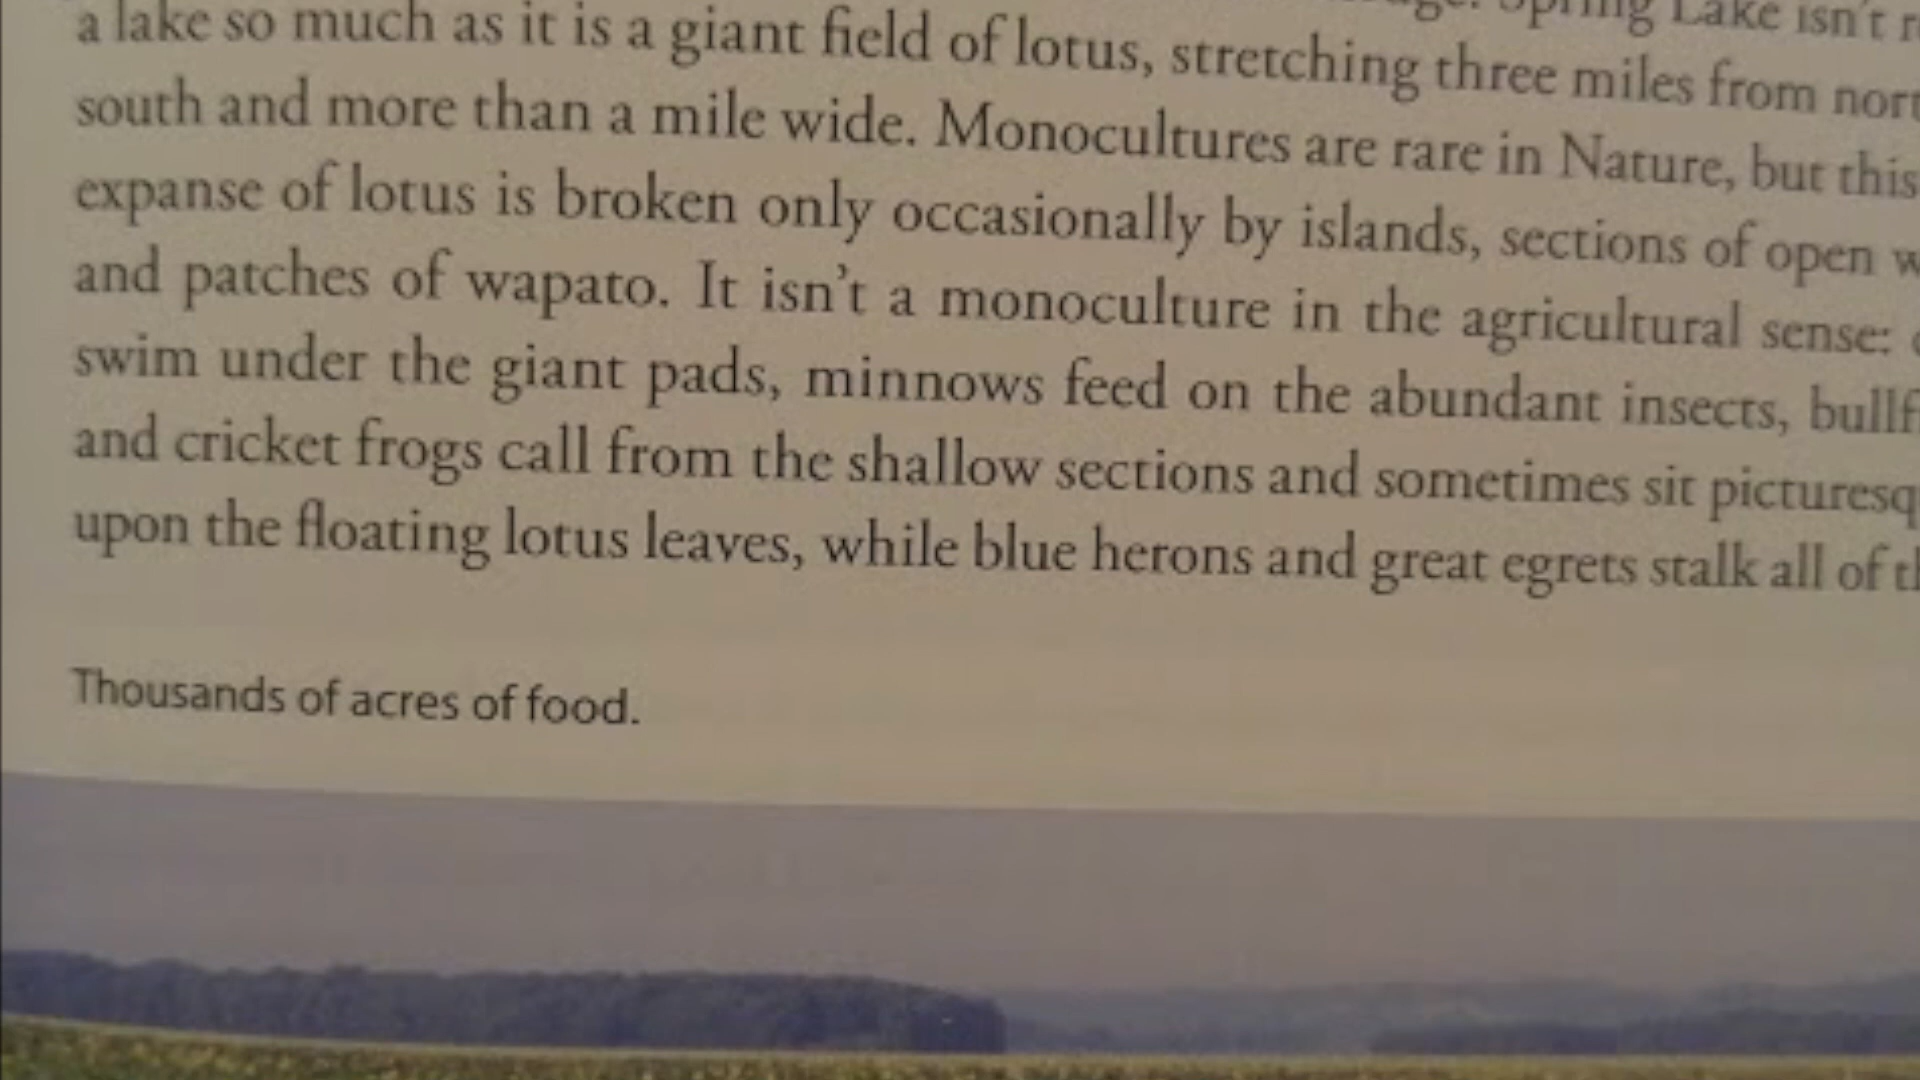 Spring Lake isn't
a lake so much as it is a giant field of lotus, stretching three miles from
south and more than a mile wide. Monocultures are rare in Nature, but this
expanse of lotus is broken only occasionally by islands, sections of open
and patches of wapato. It isn't a monoculture in the agricultural sense:
swim under the giant pads, minnows feed on the abundant insects,
and cricket frogs call from the shallow sections and sometimes sit
upon the floating lotus leaves, while blue herons and great egrets stalk all of
Thousands of acres of food.